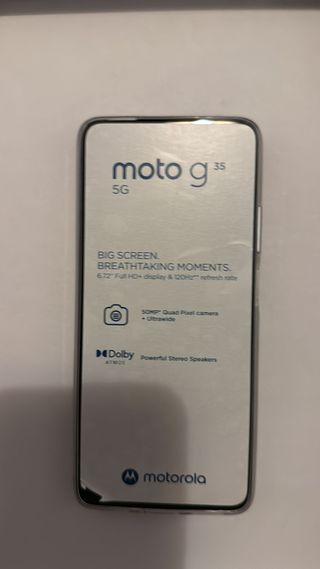 moto g 35
5G
BIG SCREEN.
BREATHTAKING MOMENTS.
6.72" Full HD+ display & 120Hz** refresh rate
50MP* Quad Pixel camera
+ Ultrawide
Dolby
ATMOS
Powerful Stereo Speakers
motorola